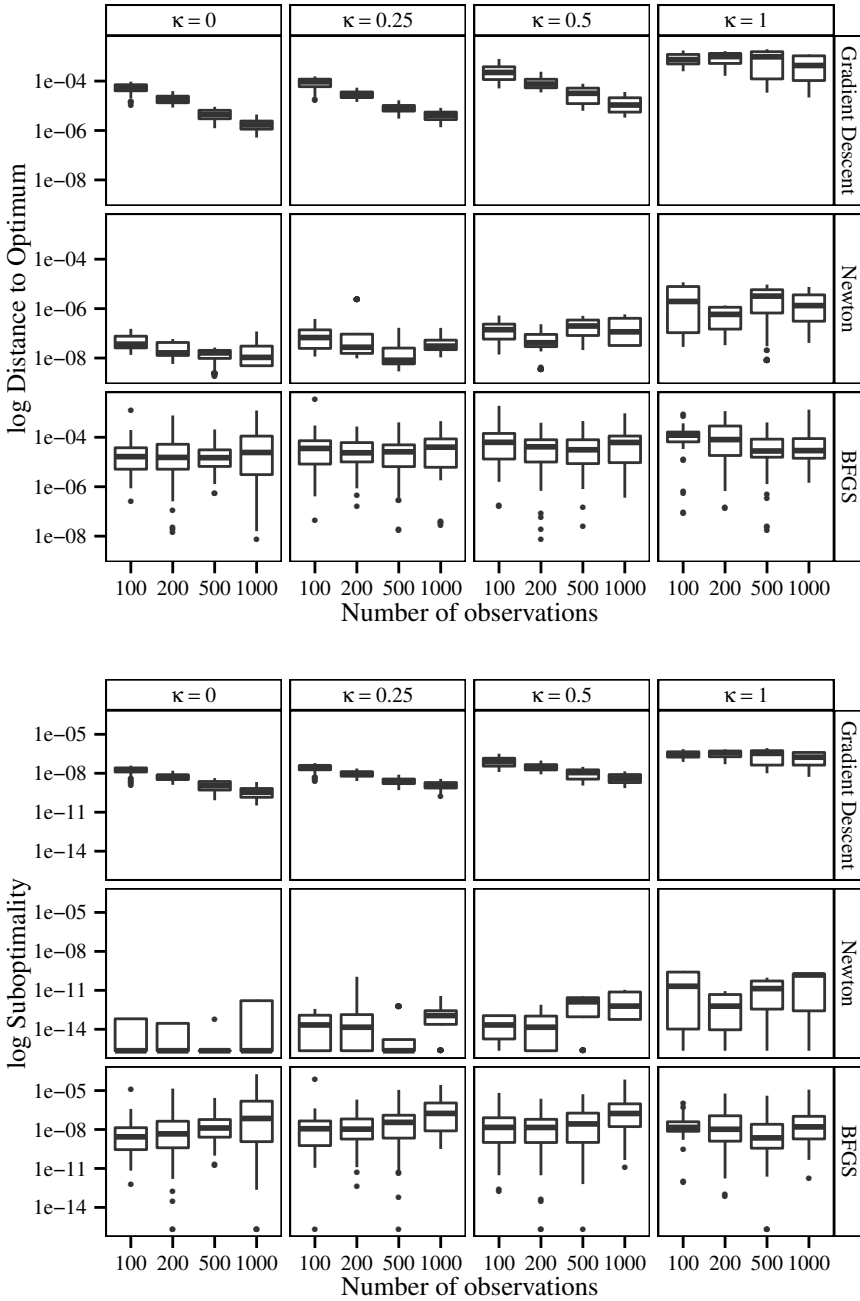 κ = 0 κ = 0.25 κ = 0.5 κ = 1
1e−04
1e−06
1e−08
Gradient Descent
1e−04
1e−06
1e−08
Newton
1e−04
1e−06
1e−08
BFGS
log Distance to Optimum
100 200 500 1000 100 200 500 1000 100 200 500 1000 100 200 500 1000
Number of observations
κ = 0 κ = 0.25 κ = 0.5 κ = 1
1e−05
1e−08
1e−11
1e−14
Gradient Descent
1e−05
1e−08
1e−11
1e−14
Newton
1e−05
1e−08
1e−11
1e−14
BFGS
log Suboptimality
100 200 500 1000 100 200 500 1000 100 200 500 1000 100 200 500 1000
Number of observations